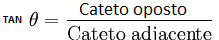 TAN θ = Cateto oposto
Cateto adiacente